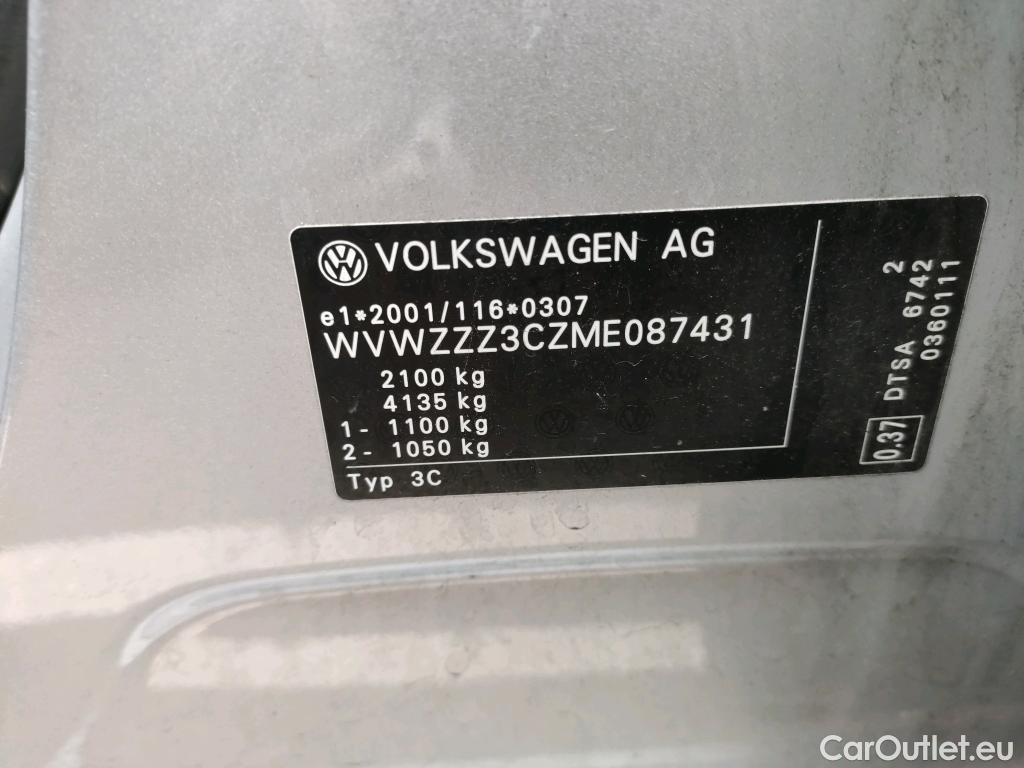 VOLKSWAGEN AG
e1*2001/116*0307
WVWZZZ3CZME087431
2100 kg
4135 kg
1- 1100 kg
2- 1050 kg
Typ 3C
0,37 DTSA 6742 2
0360111
CarOutlet.eu